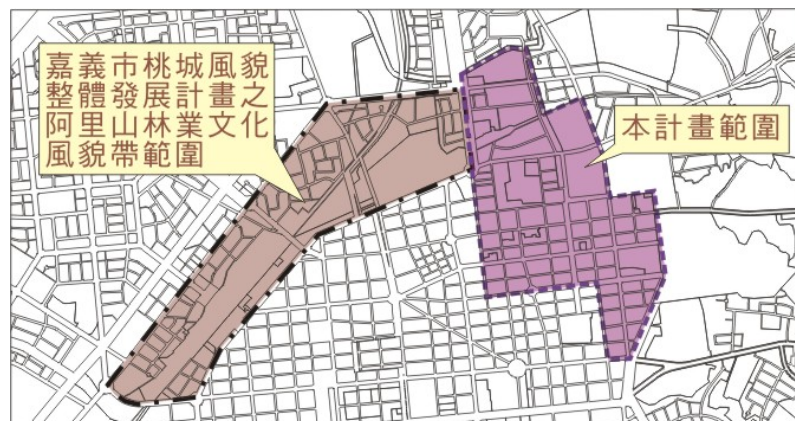 嘉義市桃城風貌
整體發展計畫之
阿里山林業文化
風貌帶範圍
本計畫範圍